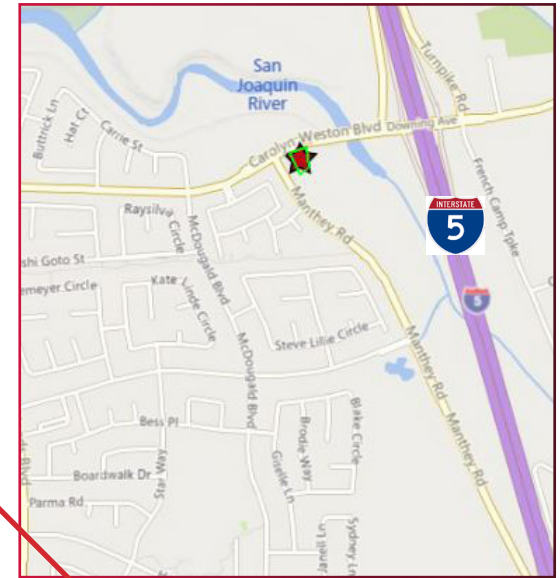 San
Joaquin
River
Turnpike Rd
Buttrick Ln
Hat Cr
Carrie St
Carolyn Weston Blvd
Downing Ave
French Camp Tpke
Manthey Rd
Raysilva
Circle
McDougald Blvd
INTERSTATE
5
shi Goto St
emeyer Circle
Kate Linde Circle
5
Steve Lillie Circle
McDougald Blvd
Manthey Rd
Manthey Rd
Bess Pl
Blake Circle
Brodie Way
Giselle Ln
Star Way
Boardwalk Dr
Parma Rd
Janell Ln
Sydney Ln